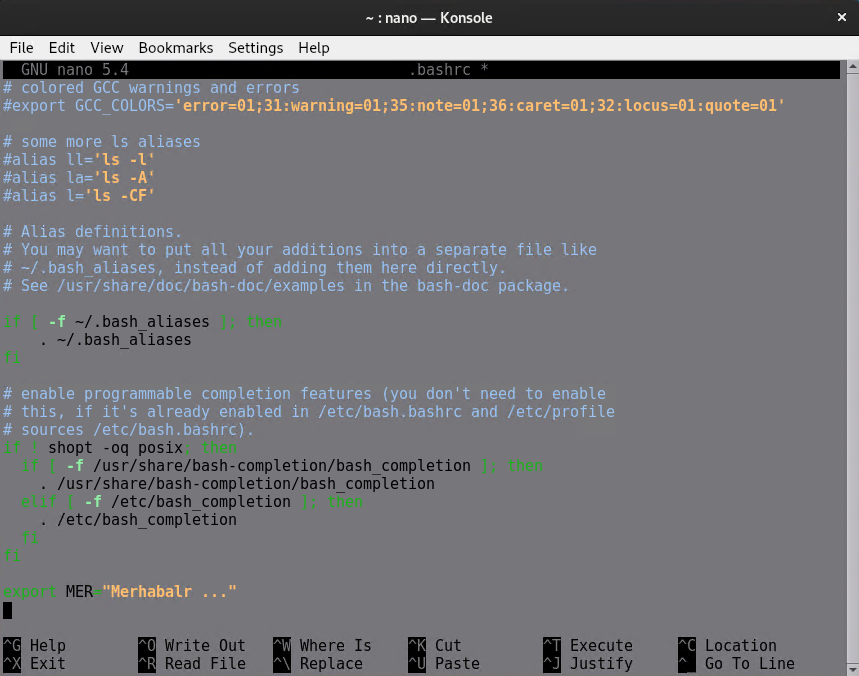 ~ : nano — Konsole
File Edit View Bookmarks Settings Help
GNU nano 5.4 .bashrc *
# colored GCC warnings and errors
#export GCC_COLORS='error=01;31:warning=01;35:note=01;36:caret=01;32:locus=01:quote=01'
# some more ls aliases
#alias ll='ls -l'
#alias la='ls -A'
#alias l='ls -CF'
# Alias definitions.
# You may want to put all your additions into a separate file like
# ~/.bash_aliases, instead of adding them here directly.
# See /usr/share/doc/bash-doc/examples in the bash-doc package.
if [ -f ~/.bash_aliases ]; then
. ~/.bash_aliases
fi
# enable programmable completion features (you don't need to enable
# this, if it's already enabled in /etc/bash.bashrc and /etc/profile
# sources /etc/bash.bashrc).
if ! shopt -oq posix; then
if [ -f /usr/share/bash-completion/bash_completion ]; then
. /usr/share/bash-completion/bash_completion
elif [ -f /etc/bash_completion ]; then
. /etc/bash_completion
fi
fi
export MER="Merhabalr ..."
^G Help ^O Write Out ^W Where Is ^K Cut ^T Execute ^C Location
^X Exit ^R Read File ^\ Replace ^U Paste ^J Justify ^_ Go To Line